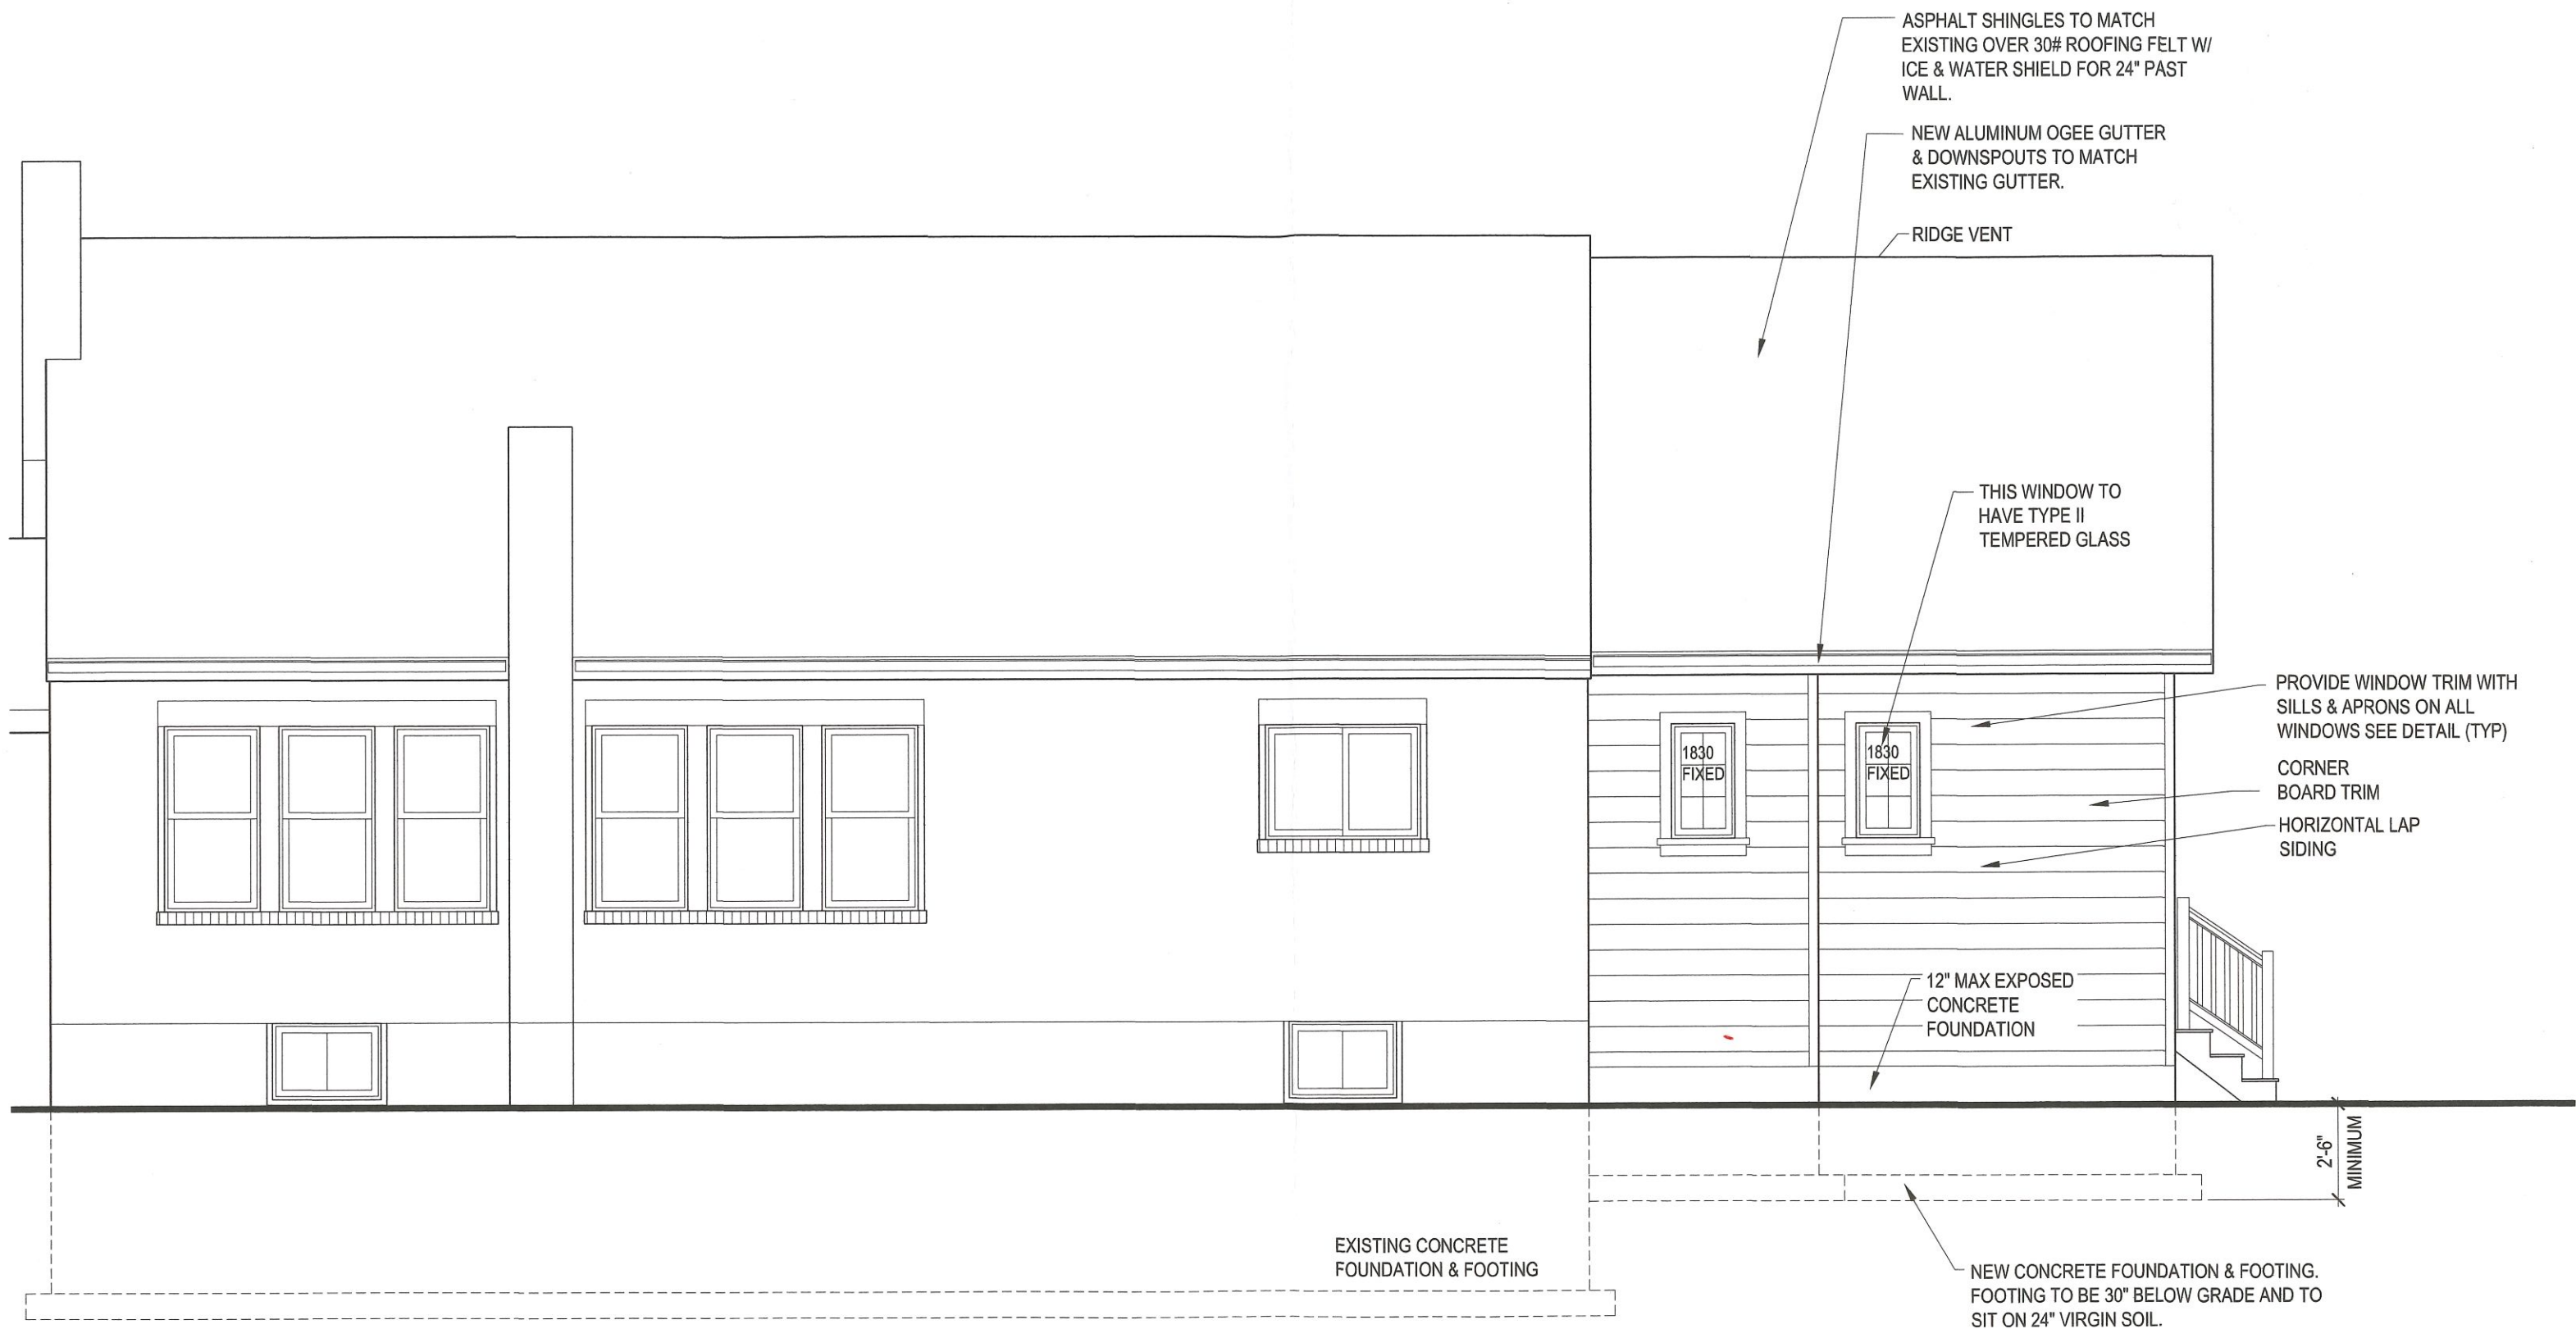 ASPHALT SHINGLES TO MATCH
EXISTING OVER 30# ROOFING FELT W/
ICE & WATER SHIELD FOR 24" PAST
WALL.
NEW ALUMINUM OGEE GUTTER
& DOWNSPOUTS TO MATCH
EXISTING GUTTER.
RIDGE VENT
THIS WINDOW TO
HAVE TYPE II
TEMPERED GLASS
PROVIDE WINDOW TRIM WITH
SILLS & APRONS ON ALL
WINDOWS SEE DETAIL (TYP)
1830
FIXED
1830
FIXED
CORNER
BOARD TRIM
HORIZONTAL LAP
SIDING
12" MAX EXPOSED
CONCRETE
FOUNDATION
2'-6"
MINIMUM
EXISTING CONCRETE
FOUNDATION & FOOTING
NEW CONCRETE FOUNDATION & FOOTING.
FOOTING TO BE 30" BELOW GRADE AND TO
SIT ON 24" VIRGIN SOIL.